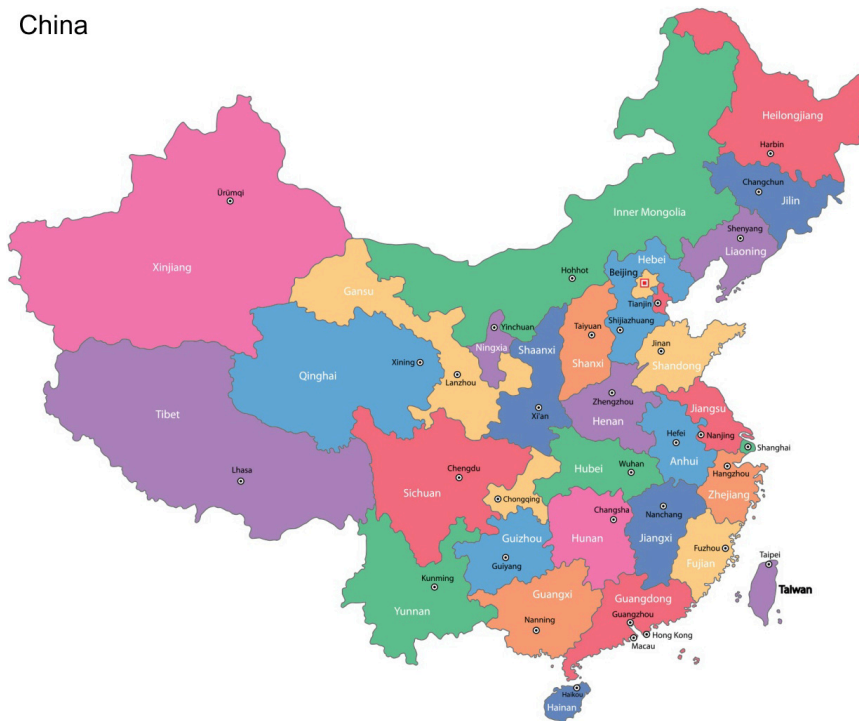 China
Heilongjiang
Harbin
Changchun
Jilin
Ürümqi
Inner Mongolia
Shenyang
Liaoning
Xinjiang
Hohhot
Hebei
Beijing
Gansu
Tianjin
Yinchuan
Taiyuan
Shijiazhuang
Ningxia
Shaanxi
Jinan
Xining
Shanxi
Shandong
Qinghai
Lanzhou
Zhengzhou
Jiangsu
Tibet
Xi'an
Henan
Hefei
Nanjing
Shanghai
Anhui
Lhasa
Chengdu
Hubei
Wuhan
Hangzhou
Sichuan
Chongqing
Zhejiang
Changsha
Nanchang
Guizhou
Hunan
Jiangxi
Fuzhou
Guiyang
Fujian
Taipei
Kunming
Taiwan
Yunnan
Guangxi
Guangdong
Nanning
Guangzhou
Hong Kong
Macau
Haikou
Hainan